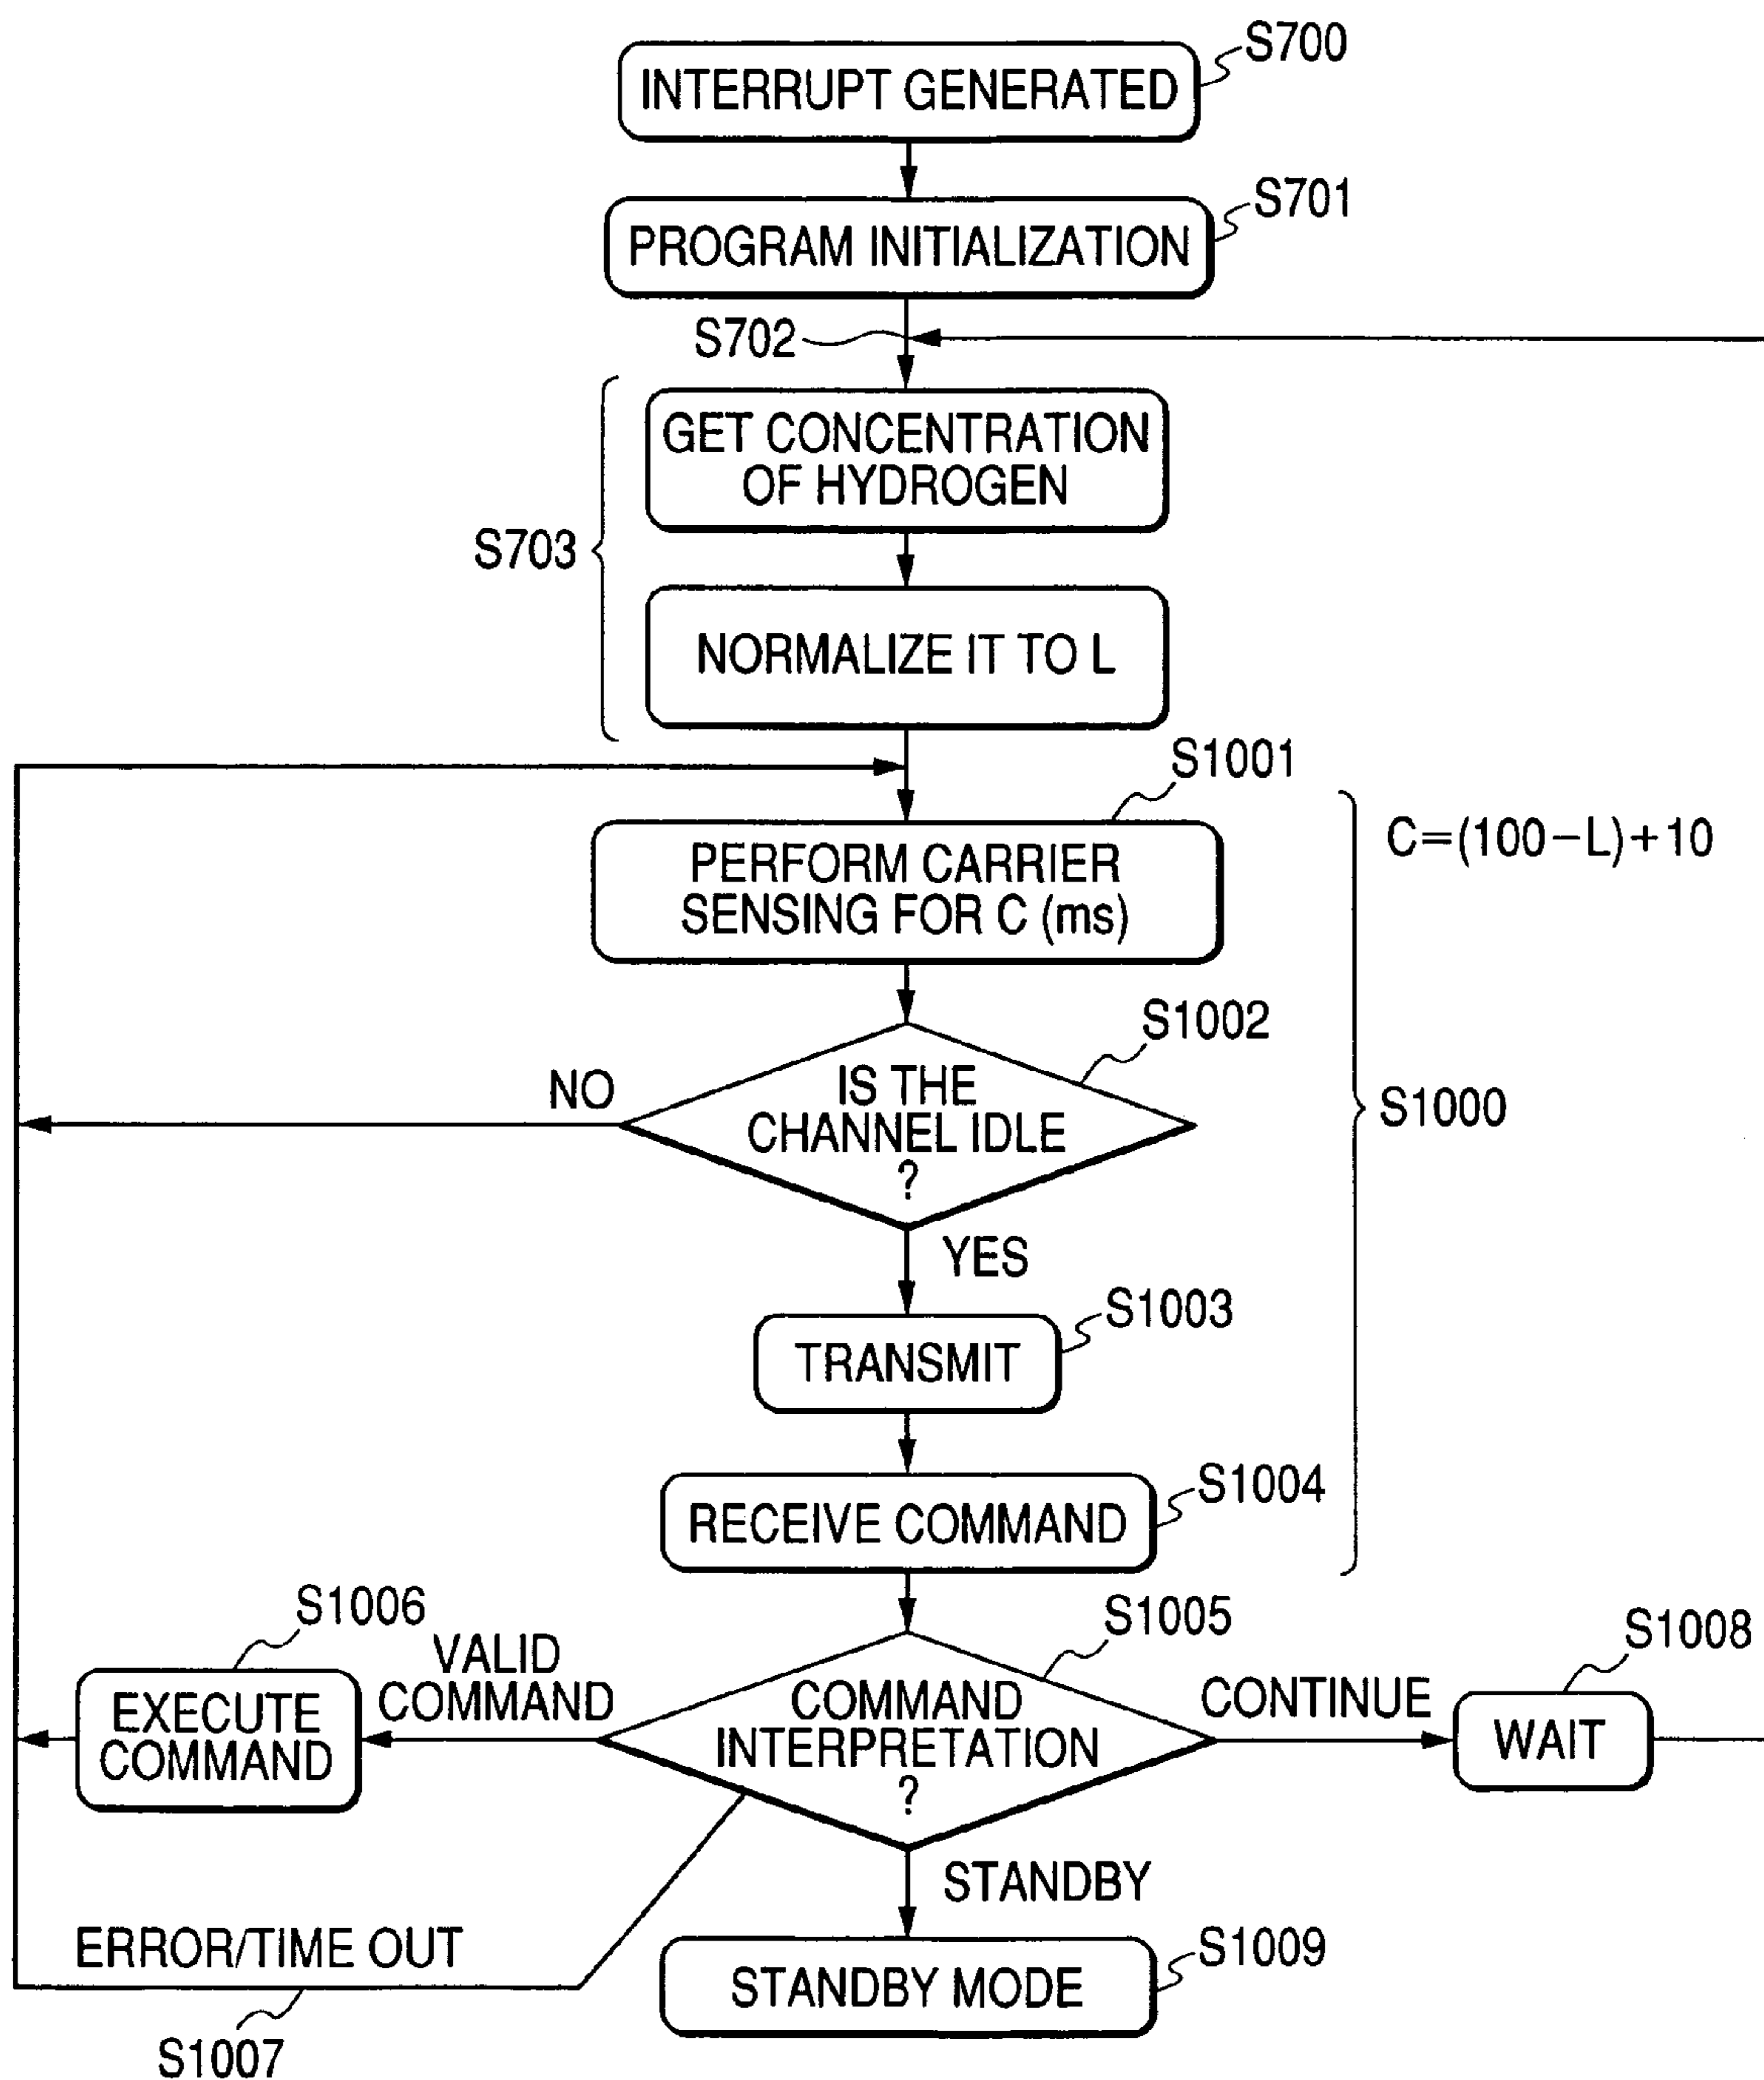 S700
INTERRUPT GENERATED
S701
PROGRAM INITIALIZATION
S702
GET CONCENTRATION
OF HYDROGEN
S703
NORMALIZE IT TO L
S1001
C=(100-L)+10
PERFORM CARRIER
SENSING FOR C (ms)
S1002
NO
IS THE
CHANNEL IDLE
?
S1000
YES
S1003
TRANSMIT
S1004
RECEIVE COMMAND
S1006
VALID
COMMAND
S1005
S1008
EXECUTE
COMMAND
COMMAND
INTERPRETATION
?
CONTINUE
WAIT
STANDBY
ERROR/TIME OUT
S1009
STANDBY MODE
S1007